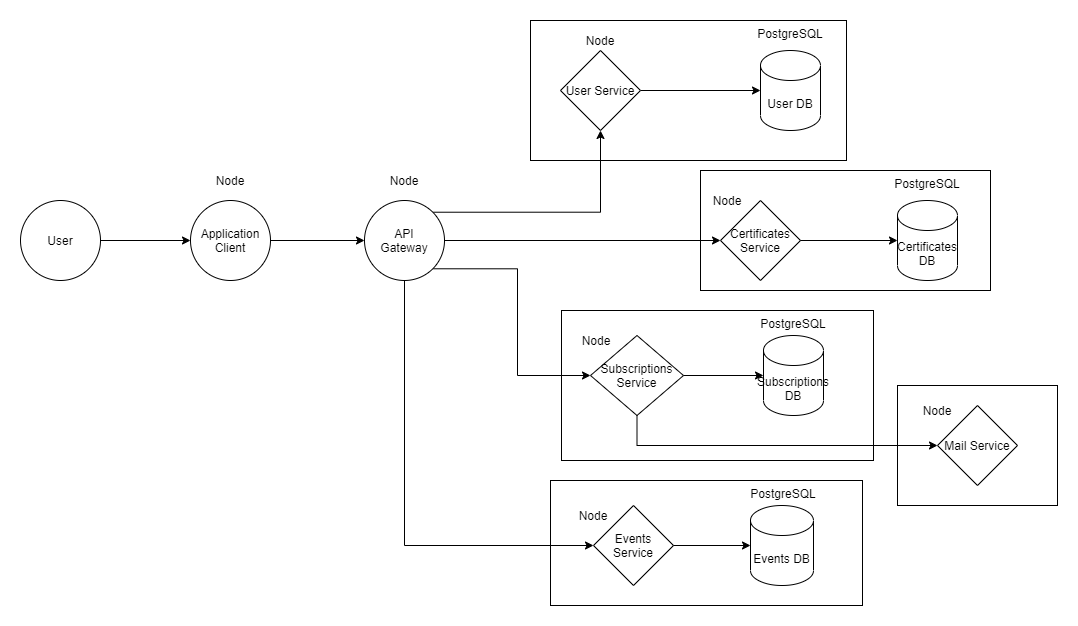 PostgreSQL
Node
User Service
User DB
Node
Node
PostgreSQL
Node
User
Application
Client
API
Gateway
Certificates
Service
Certificates
DB
PostgreSQL
Node
Subscriptions
Service
Subscriptions
DB
Node
Mail Service
PostgreSQL
Node
Events
Service
Events DB